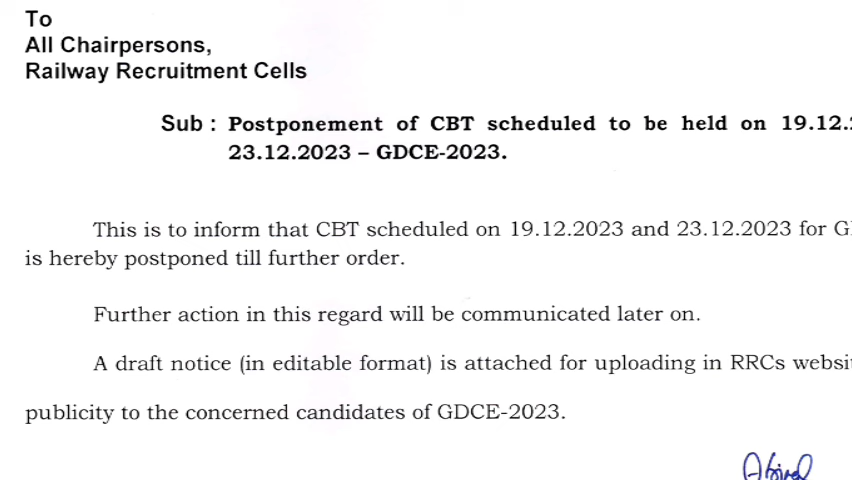 To
All Chairpersons,
Railway Recruitment Cells
Sub : Postponement of CBT scheduled to be held on 19.12.
23.12.2023 – GDCE-2023.
This is to inform that CBT scheduled on 19.12.2023 and 23.12.2023 for
is hereby postponed till further order.
Further action in this regard will be communicated later on.
A draft notice (in editable format) is attached for uploading in RRCs
publicity to the concerned candidates of GDCE-2023.